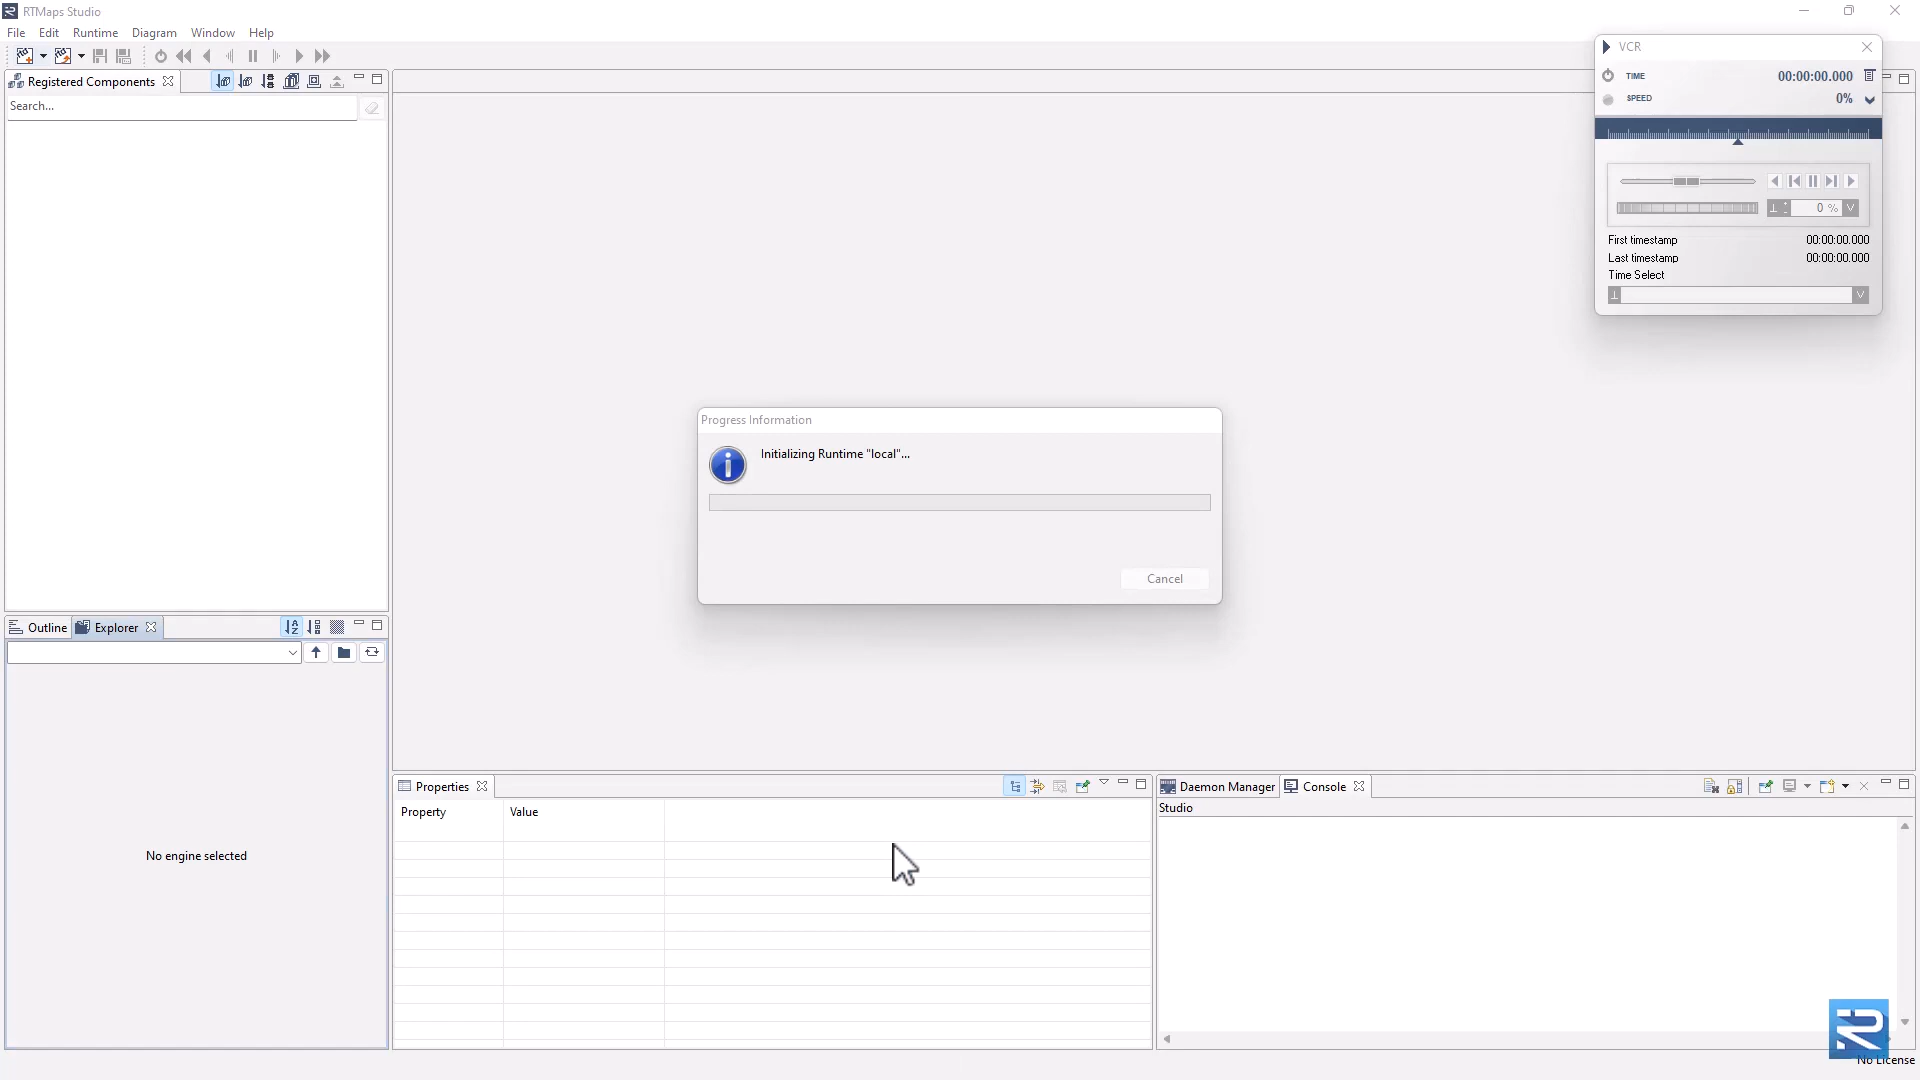 RTMaps Studio
File Edit Runtime Diagram Window Help
Registered Components
Search...
VCR
TIME 00:00:00.000
SPEED 0%
0 %
First timestamp 00:00:00.000
Last timestamp 00:00:00.000
Time Select
Progress Information
Initializing Runtime "local"...
Cancel
Outline Explorer
No engine selected
Properties
Property Value
Daemon Manager Console
Studio
No License